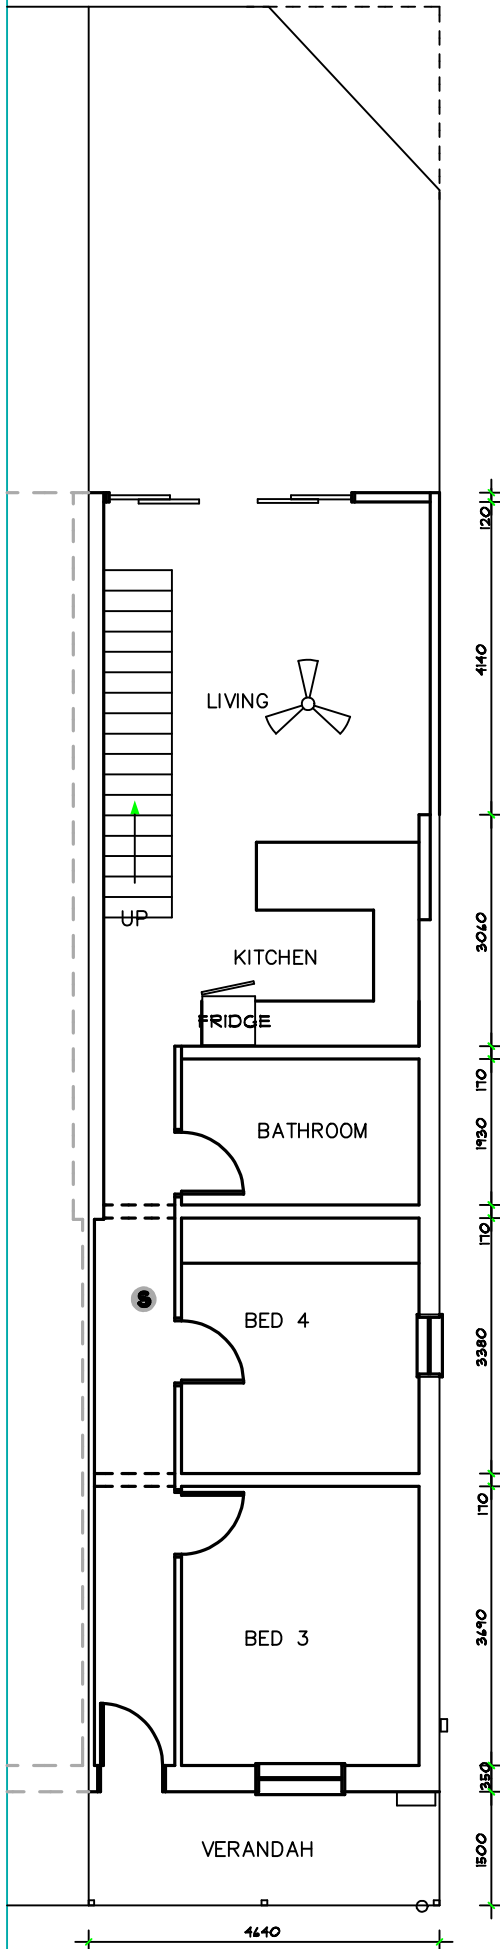 120
4140
LIVING
UP
3060
KITCHEN
FRIDGE
170
BATHROOM
1930
170
S
BED 4
3380
170
BED 3
3690
350
VERANDAH
1500
4640